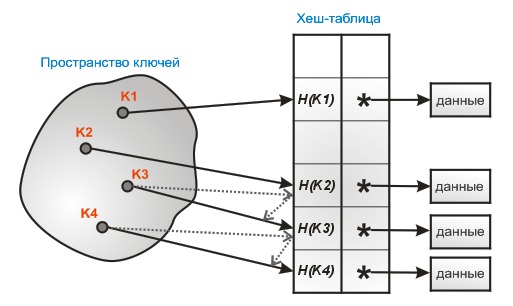 Хеш-таблица
Пространство ключей
K1
H(K1) * данные
K2
K3
H(K2) * данные
K4
H(K3) * данные
H(K4) * данные